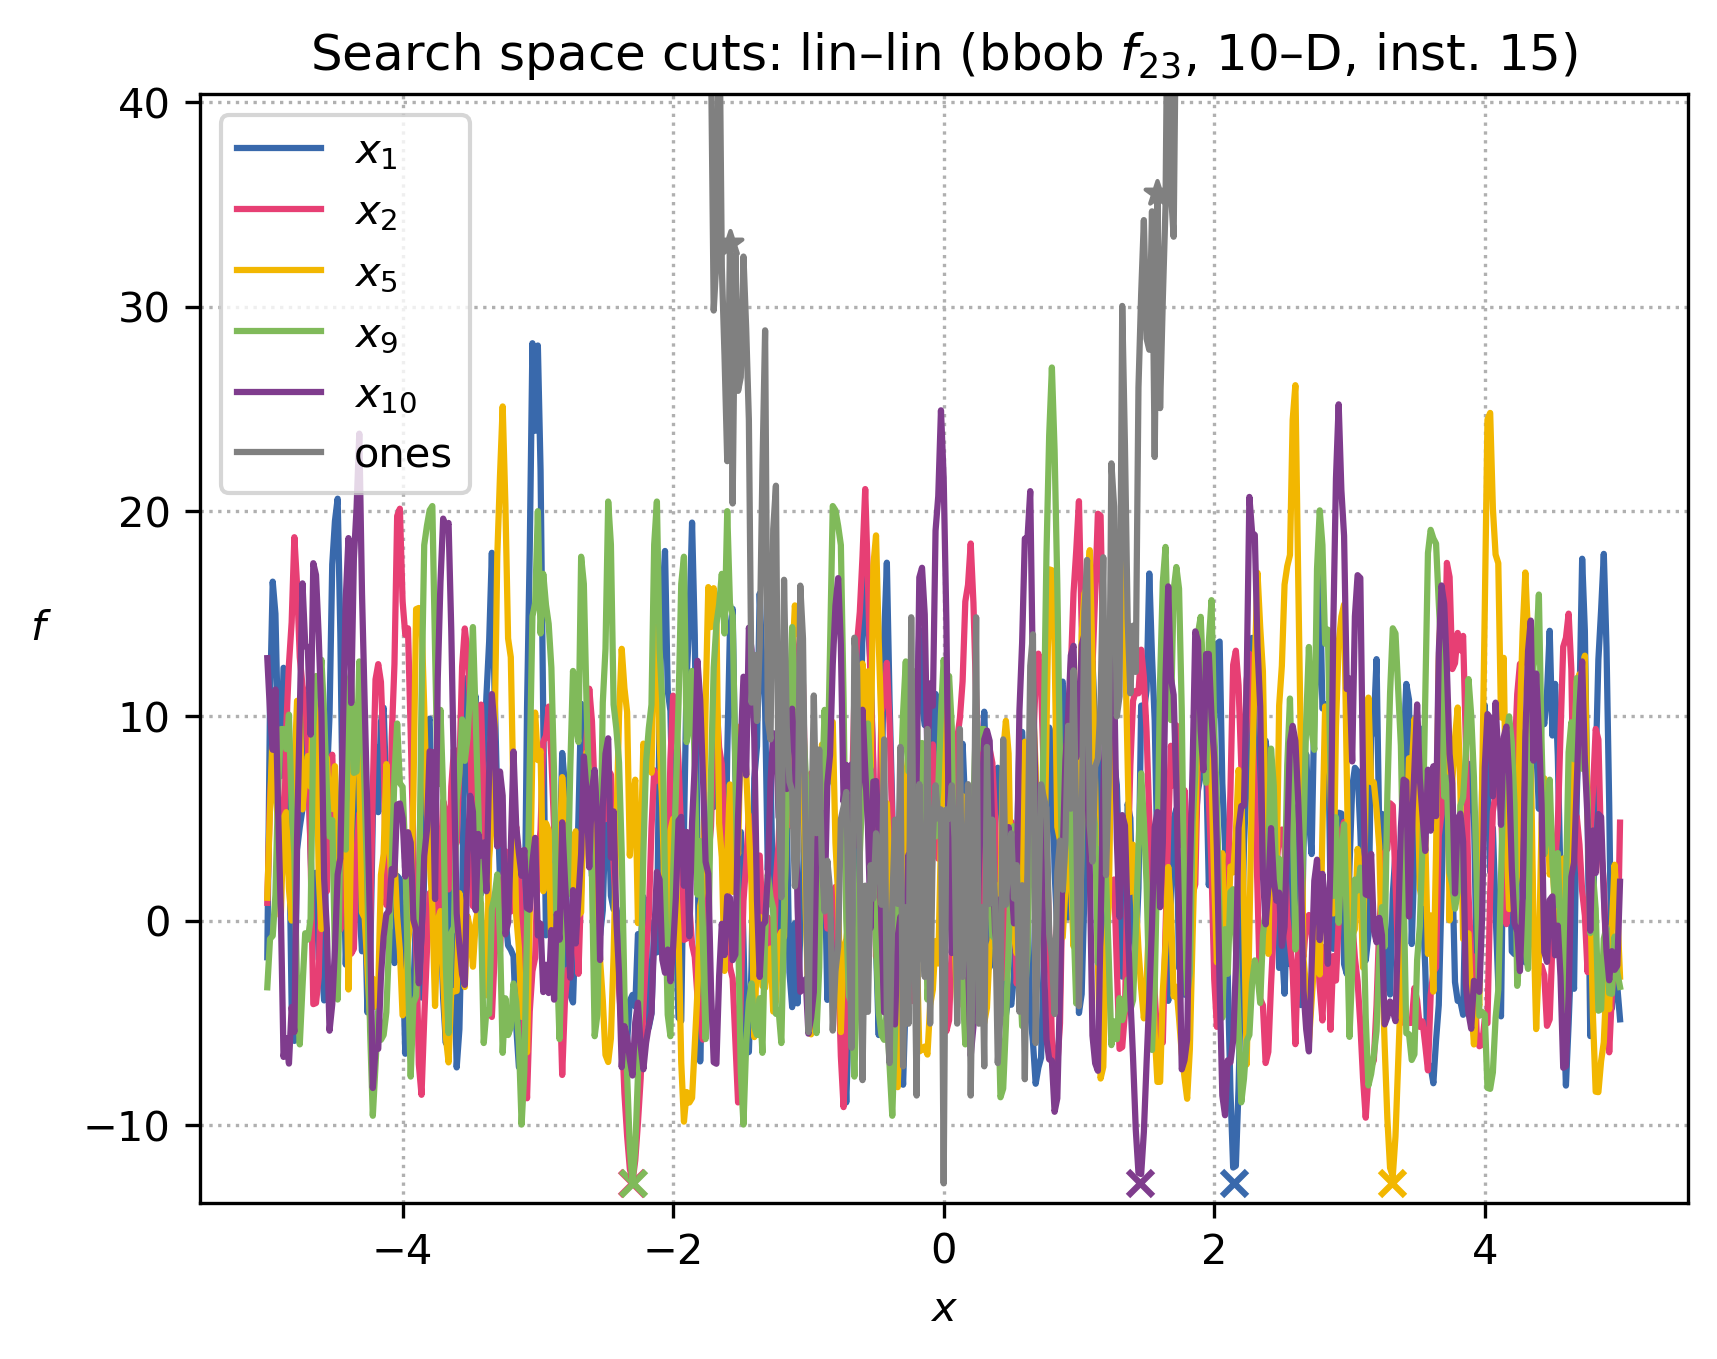 Search space cuts: lin–lin (bbob f₂₃, 10–D, inst. 15)
40
30
20
10
0
−10
f
x₁
x₂
x₅
x₉
x₁₀
ones
−4
−2
0
2
4
x